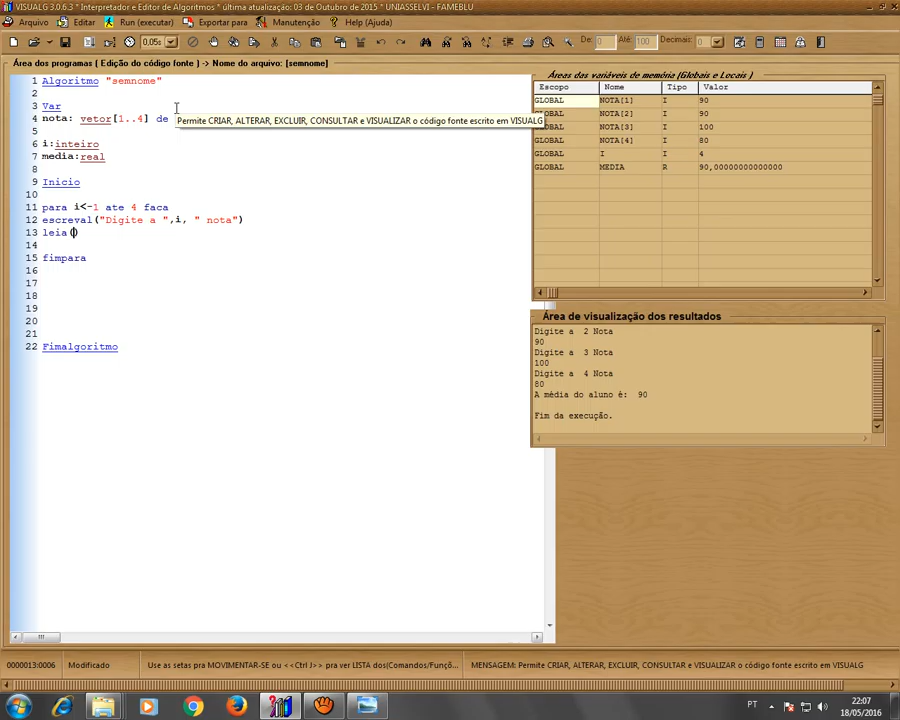 VISUALG 3.0.6.3 * Interpretador e Editor de Algoritmos * última atualização: 03 de Outubro de 2015 * UNIASSELVI - FAMEBLU
Arquivo Editar Run (executar) Exportar para Manutenção Help (Ajuda)
0,05s De: 0 Até: 100 Decimais: 0
Área dos programas ( Edição do código fonte ) -> Nome do arquivo: [semnome]
1 Algoritmo "semnome"
2
3 Var
4 nota: vetor[1..4] de
Permite CRIAR, ALTERAR, EXCLUIR, CONSULTAR e VISUALIZAR o código fonte escrito em VISUALG
5
6 i:inteiro
7 media:real
8
9 Inicio
10
11 para i<-1 ate 4 faca
12 escreval("Digite a ",i, " nota")
13 leia()
14
15 fimpara
16
17
18
19
20
21
22 Fimalgoritmo
Áreas das variáveis de memória (Globais e Locais )
Escopo Nome Tipo Valor
GLOBAL NOTA[1] I 90
GLOBAL NOTA[2] I 90
GLOBAL NOTA[3] I 100
GLOBAL NOTA[4] I 80
GLOBAL I I 4
GLOBAL MEDIA R 90,00000000000000
Área de visualização dos resultados
Digite a 2 Nota
90
Digite a 3 Nota
100
Digite a 4 Nota
80
A média do aluno é: 90
Fim da execução.
0000013:0006 Modificado Use as setas pra MOVIMENTAR-SE ou <<Ctrl J>> pra ver LISTA dos(Comandos/Funçõ... MENSAGEM: Permite CRIAR, ALTERAR, EXCLUIR, CONSULTAR e VISUALIZAR o código fonte escrito em VISUALG
PT 22:07
18/05/2016